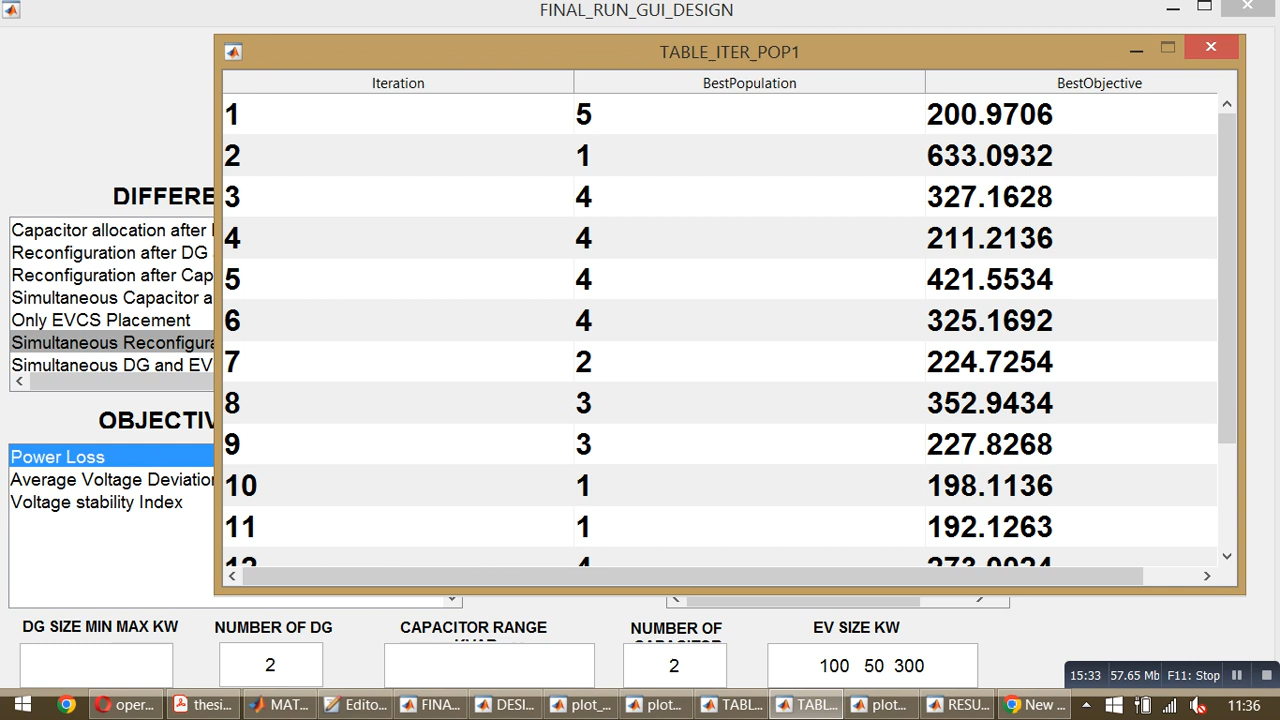 FINAL_RUN_GUI_DESIGN
TABLE_ITER_POP1
Iteration BestPopulation BestObjective
1 5 200.9706
2 1 633.0932
3 4 327.1628
4 4 211.2136
5 4 421.5534
6 4 325.1692
7 2 224.7254
8 3 352.9434
9 3 227.8268
10 1 198.1136
11 1 192.1263
12 4
DIFFERE
Capacitor allocation after
Reconfiguration after DG
Reconfiguration after Cap
Simultaneous Capacitor a
Only EVCS Placement
Simultaneous Reconfigura
Simultaneous DG and EV
OBJECTIV
Power Loss
Average Voltage Deviation
Voltage stability Index
DG SIZE MIN MAX KW NUMBER OF DG CAPACITOR RANGE NUMBER OF EV SIZE KW
2 2 100 50 300
15:33 57.65 Mb F11: Stop
oper... thesi... MAT... Edito... FINA... DESI... plot_... plot... TABL... TABL... plot... RESU... New ... 11:36